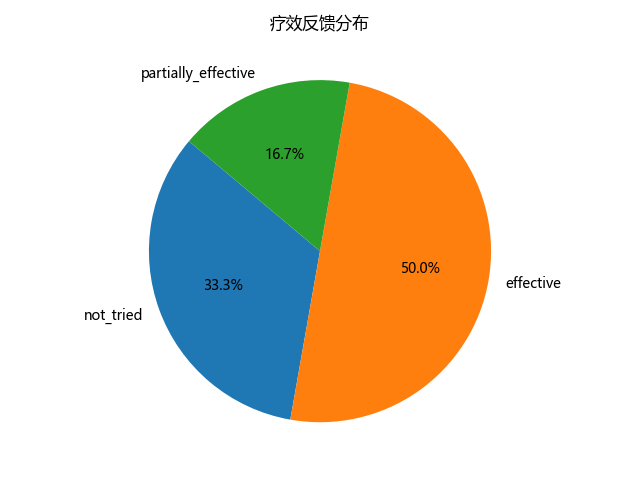 疗效反馈分布
partially_effective
16.7%
50.0%
effective
33.3%
not_tried